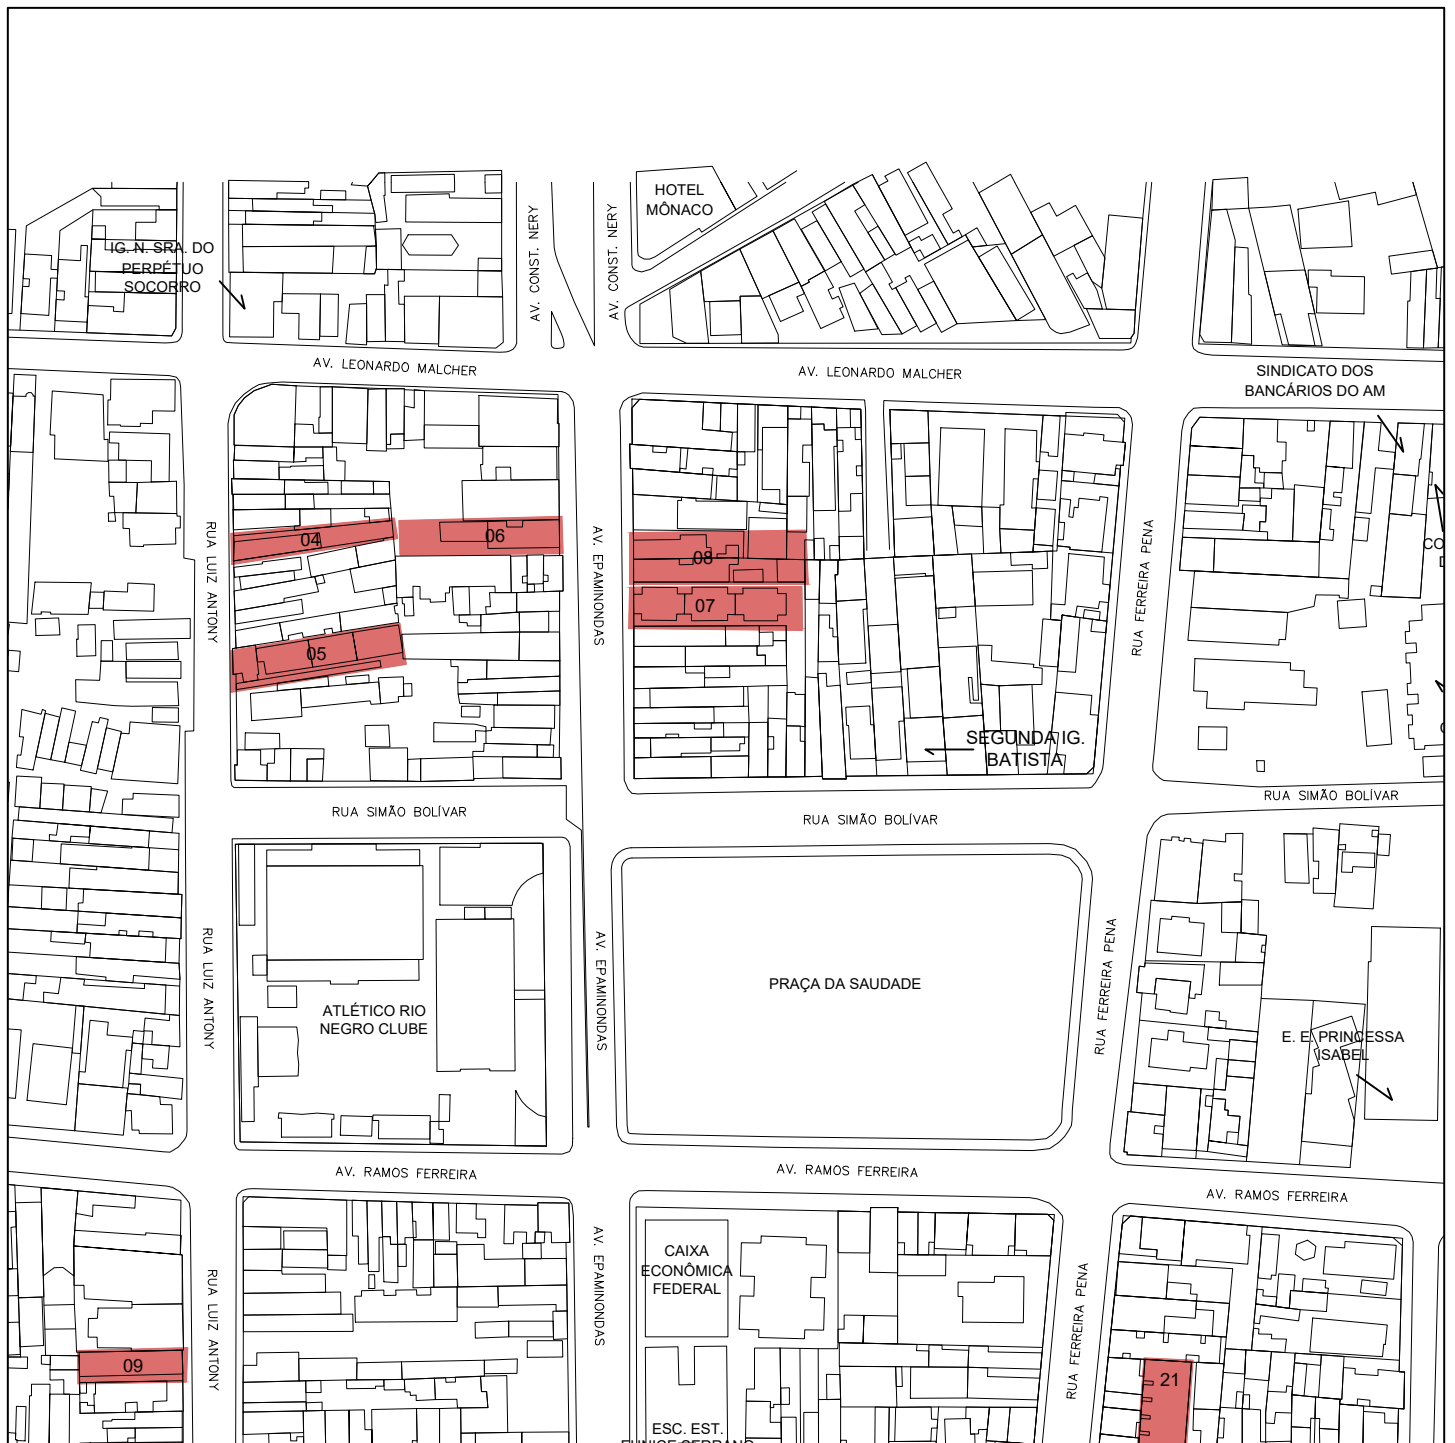 HOTEL
MÔNACO
IG. N. SRA. DO
PERPÉTUO
SOCORRO
AV. CONST. NERY
AV. CONST. NERY
AV. LEONARDO MALCHER
AV. LEONARDO MALCHER
SINDICATO DOS
BANCÁRIOS DO AM
RUA LUIZ ANTONY
04
06
AV. EPAMINONDAS
08
07
05
RUA FERREIRA PENA
CO
SEGUNDA IG.
BATISTA
RUA SIMÃO BOLÍVAR
RUA SIMÃO BOLÍVAR
RUA SIMÃO BOLÍVAR
RUA LUIZ ANTONY
ATLÉTICO RIO
NEGRO CLUBE
AV. EPAMINONDAS
PRAÇA DA SAUDADE
RUA FERREIRA PENA
E. E. PRINCESSA
ISABEL
AV. RAMOS FERREIRA
AV. RAMOS FERREIRA
AV. RAMOS FERREIRA
RUA LUIZ ANTONY
AV. EPAMINONDAS
CAIXA
ECONÔMICA
FEDERAL
RUA FERREIRA PENA
09
21
ESC. EST.